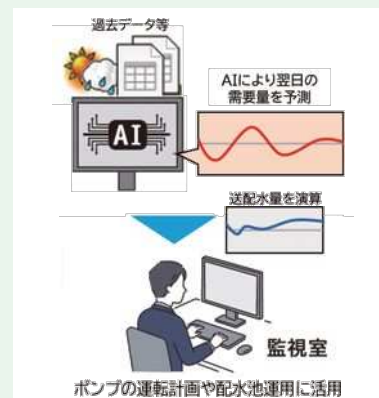 過去データ等
AIにより翌日の
需要量を予測
AI
送配水量を演算
監視室
ポンプの運転計画や配水池運用に活用